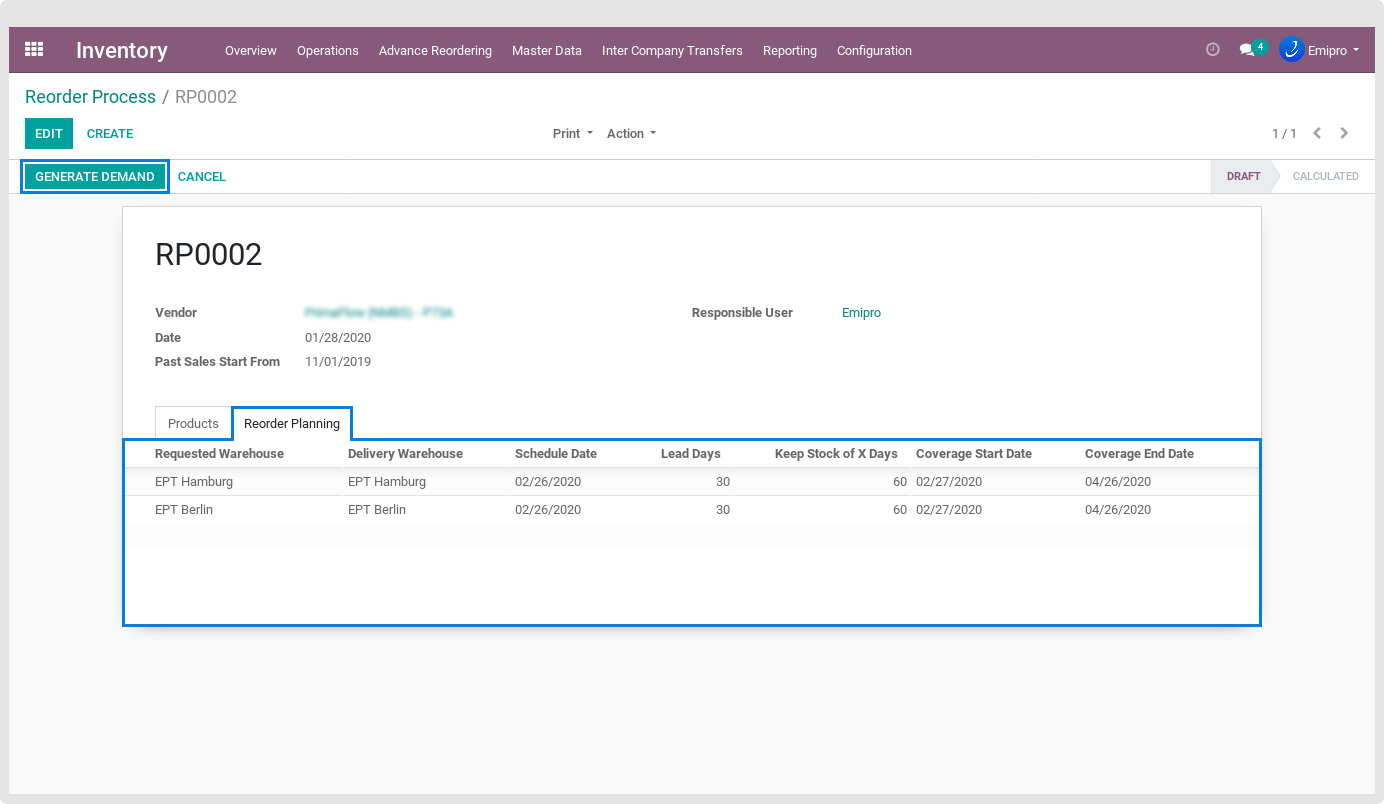 Inventory Overview Operations Advance Reordering Master Data Inter Company Transfers Reporting Configuration 4 Emipro
Reorder Process / RP0002
EDIT CREATE Print Action 1 / 1
GENERATE DEMAND CANCEL DRAFT CALCULATED
RP0002
Vendor Responsible User Emipro
Date 01/28/2020
Past Sales Start From 11/01/2019
Products Reorder Planning
Requested Warehouse Delivery Warehouse Schedule Date Lead Days Keep Stock of X Days Coverage Start Date Coverage End Date
EPT Hamburg EPT Hamburg 02/26/2020 30 60 02/27/2020 04/26/2020
EPT Berlin EPT Berlin 02/26/2020 30 60 02/27/2020 04/26/2020